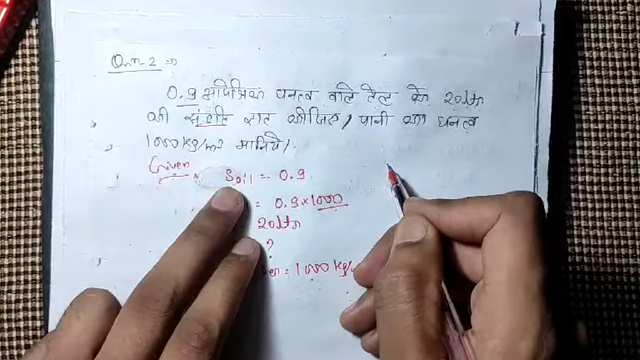 Qun-2 ⇒
0.9 आपेक्षिक घनत्व वाले तेल के 20ltr
की संहति ज्ञात कीजिए / पानी का घनत्व
1000 kg/m3 मानिये /
Given
Soil = 0.9
= 0.9×1000
20ltr
?
= 1000 kg/